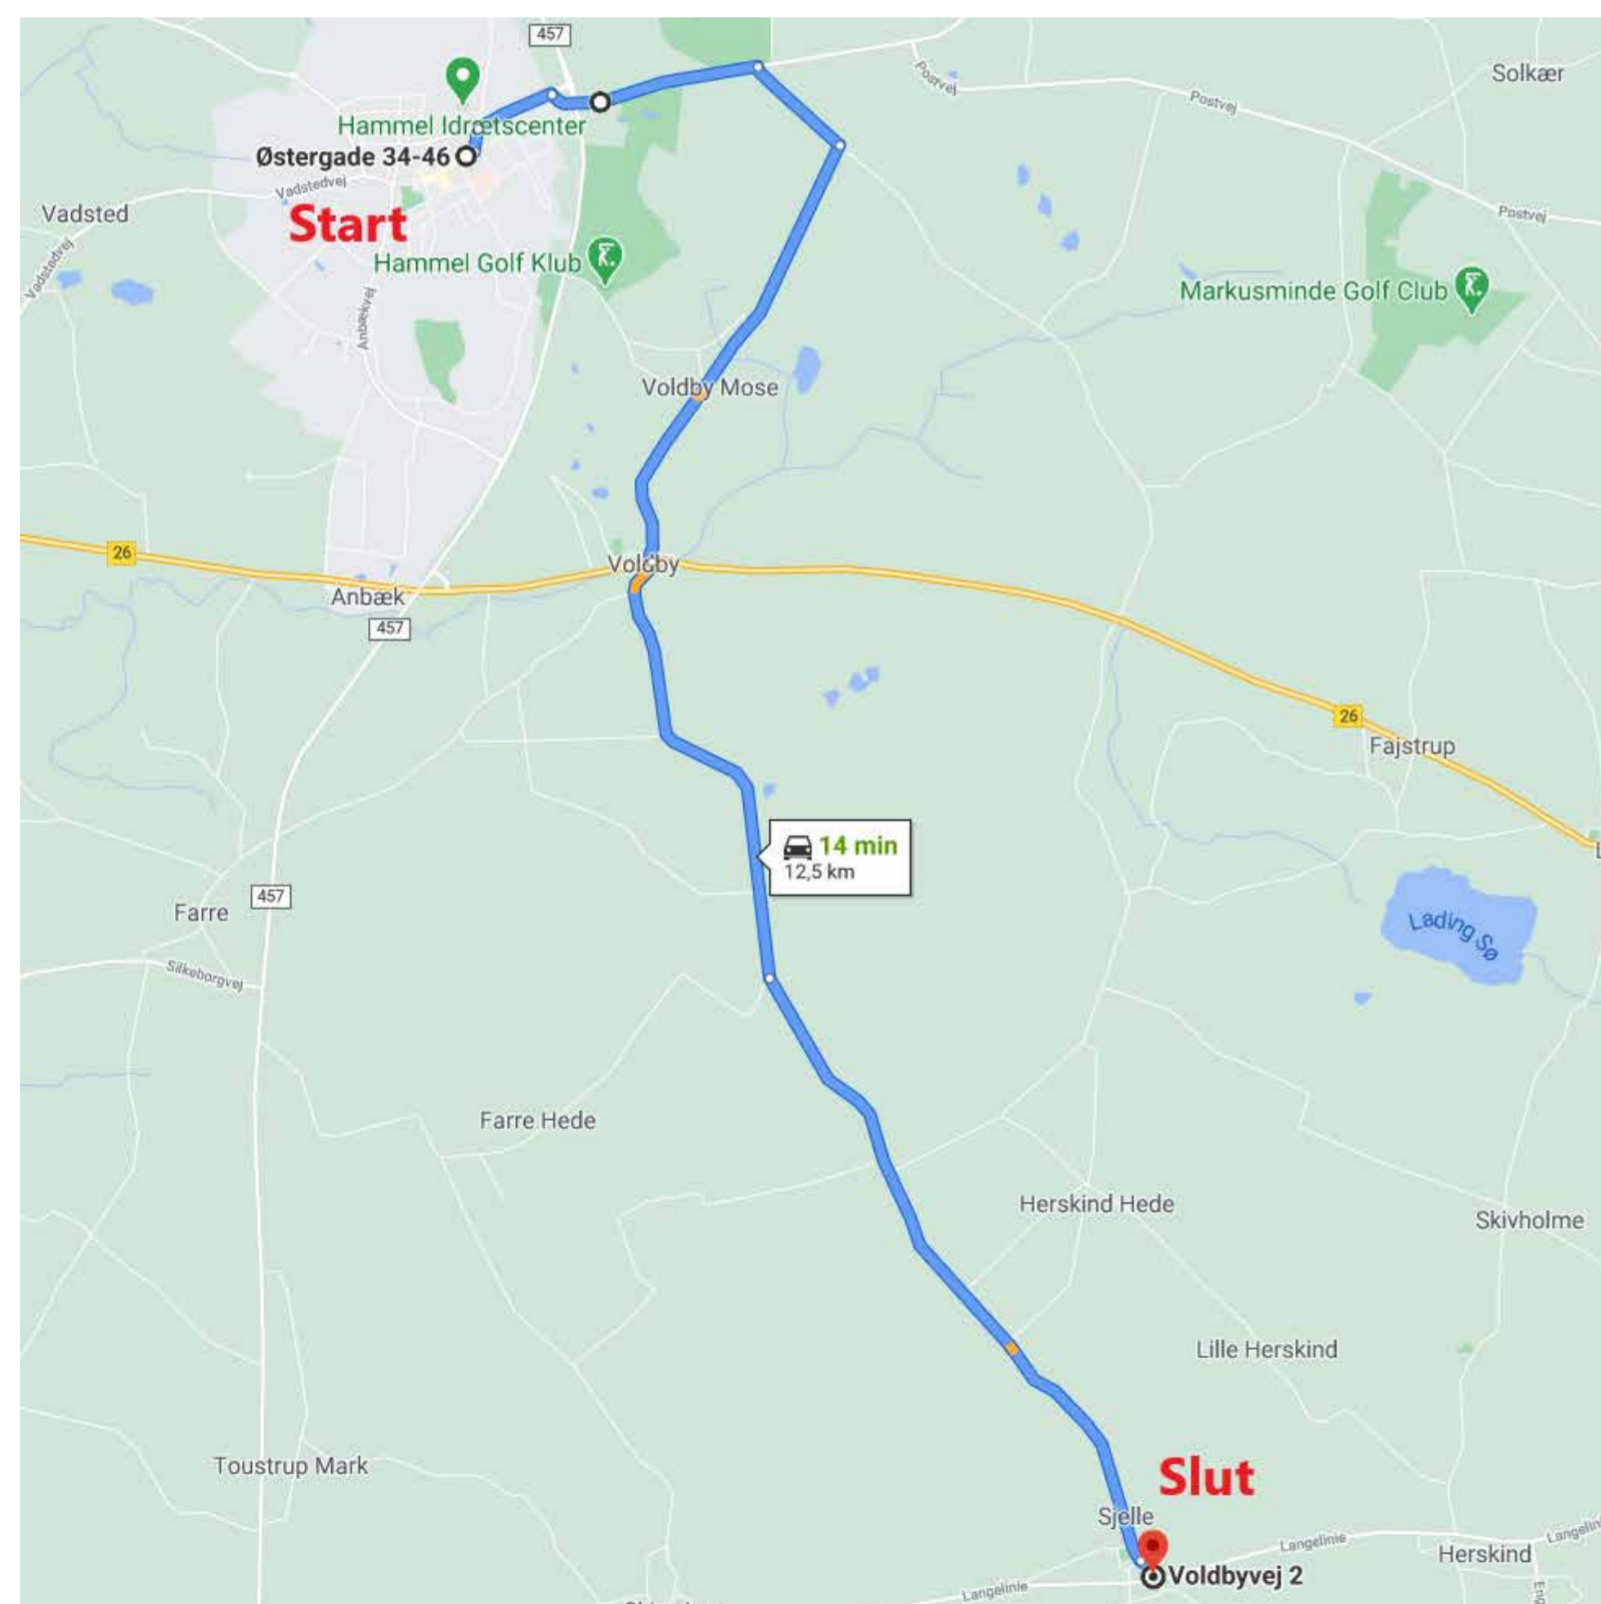 457
Solkær
Postvej
Postvej
Hammel Idrætscenter
Østergade 34-46
Vadstedvej
Vadsted
Start
Postvej
Vadstedvej
Hammel Golf Klub
Markusminde Golf Club
Anbækvej
Voldby Mose
26
Voldby
Anbæk
457
26
Fajstrup
14 min
12,5 km
457
Farre
Lading Sø
Silkeborgvej
Farre Hede
Herskind Hede
Skivholme
Lille Herskind
Toustrup Mark
Slut
Sjelle
Langelinie
Herskind
Voldbyvej 2
Langelinie